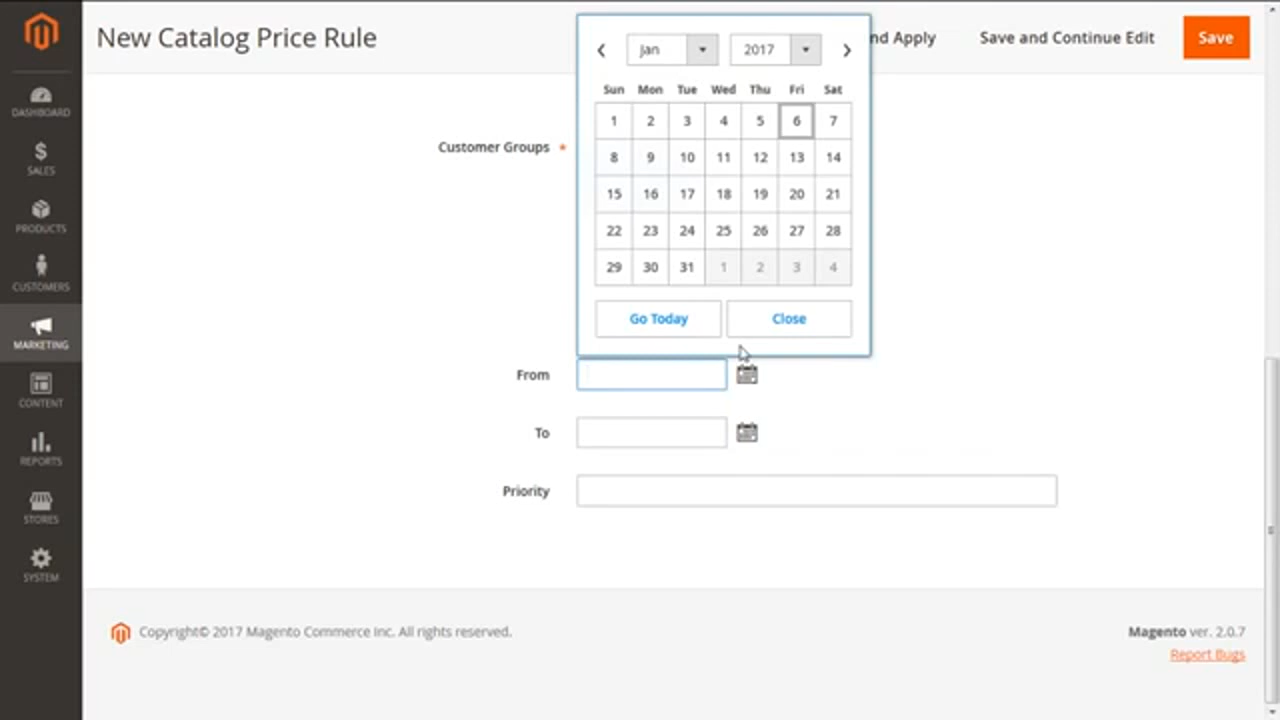 New Catalog Price Rule
nd Apply
Save and Continue Edit
Save
Jan
2017
Sun Mon Tue Wed Thu Fri Sat
1 2 3 4 5 6 7
8 9 10 11 12 13 14
15 16 17 18 19 20 21
22 23 24 25 26 27 28
29 30 31 1 2 3 4
Go Today
Close
DASHBOARD
SALES
PRODUCTS
CUSTOMERS
MARKETING
CONTENT
REPORTS
STORES
SYSTEM
Customer Groups *
From
To
Priority
Copyright© 2017 Magento Commerce Inc. All rights reserved.
Magento ver. 2.0.7
Report Bugs